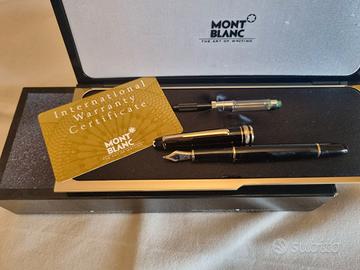 MONT
BLANC
THE ART OF WRITING
International
Warranty
Certificate
MONT
BLANC
subito